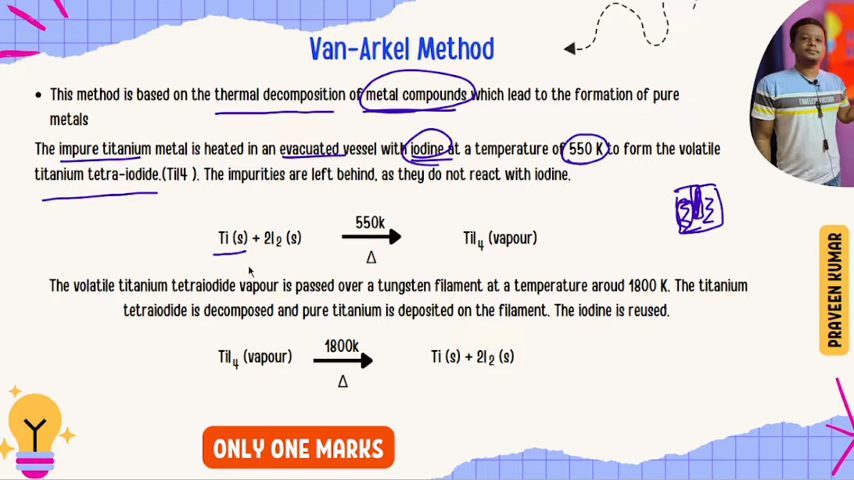 Van-Arkel Method
• This method is based on the thermal decomposition of metal compounds which lead to the formation of pure
metals
The impure titanium metal is heated in an evacuated vessel with iodine at a temperature of 550 K to form the volatile
titanium tetra-iodide.(TiI4 ). The impurities are left behind, as they do not react with iodine.
Ti (s) + 2I₂ (s) 550k Δ TiI₄ (vapour)
The volatile titanium tetraiodide vapour is passed over a tungsten filament at a temperature aroud 1800 K. The titanium
tetraiodide is decomposed and pure titanium is deposited on the filament. The iodine is reused.
TiI₄ (vapour) 1800k Δ Ti (s) + 2I₂ (s)
ONLY ONE MARKS
PRAVEEN KUMAR